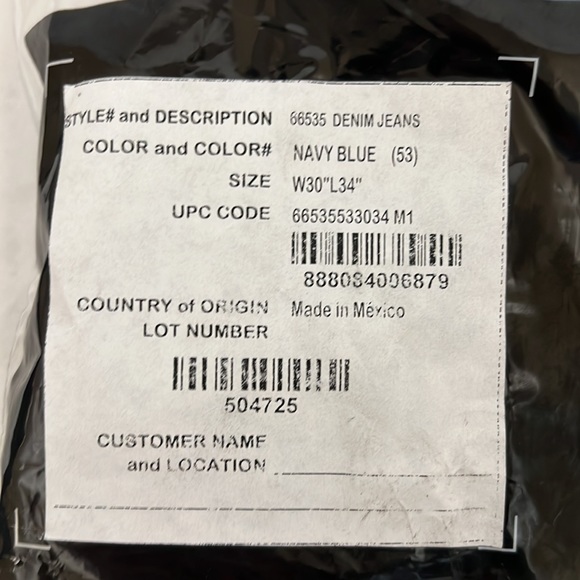 STYLE# and DESCRIPTION 66535 DENIM JEANS
COLOR and COLOR# NAVY BLUE (53)
SIZE W30"L34"
UPC CODE 66535533034 M1
888084006879
COUNTRY of ORIGIN Made in México
LOT NUMBER
504725
CUSTOMER NAME
and LOCATION